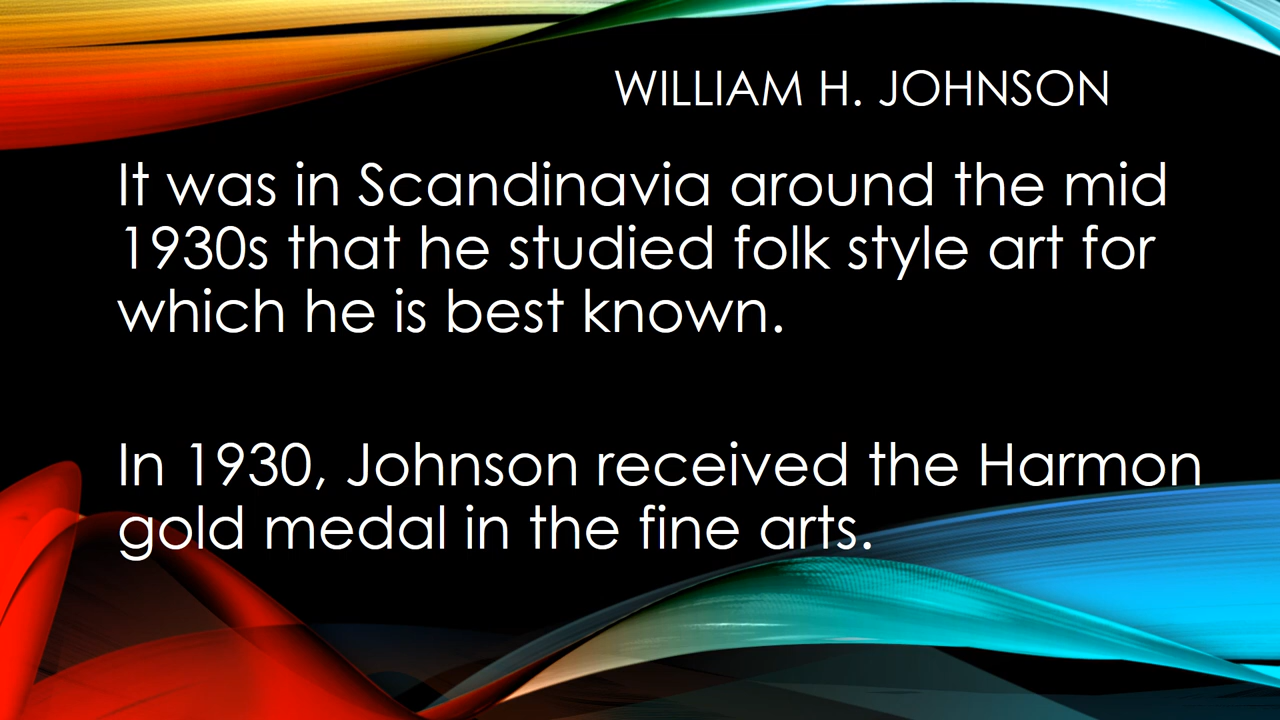 WILLIAM H. JOHNSON
It was in Scandinavia around the mid
1930s that he studied folk style art for
which he is best known.
In 1930, Johnson received the Harmon
gold medal in the fine arts.